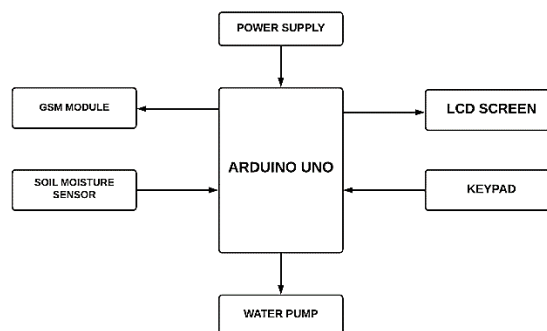 POWER SUPPLY
GSM MODULE
LCD SCREEN
ARDUINO UNO
SOIL MOISTURE
SENSOR
KEYPAD
WATER PUMP